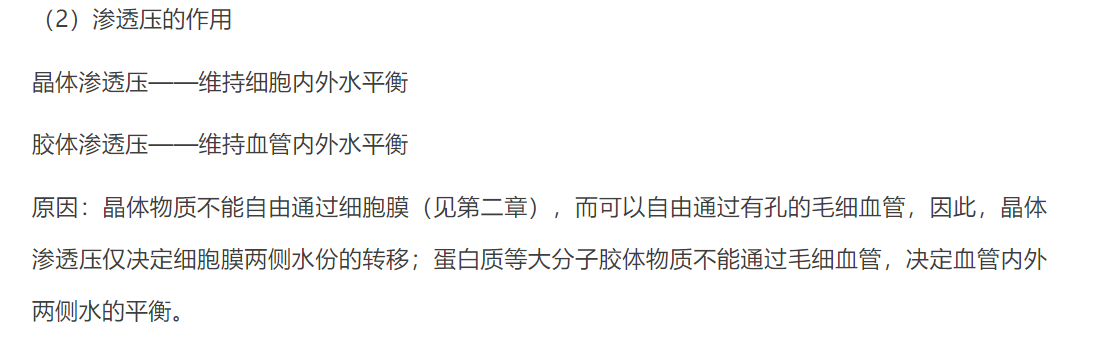 （2）渗透压的作用
晶体渗透压——维持细胞内外水平衡
胶体渗透压——维持血管内外水平衡
原因：晶体物质不能自由通过细胞膜（见第二章），而可以自由通过有孔的毛细血管，因此，晶体
渗透压仅决定细胞膜两侧水份的转移；蛋白质等大分子胶体物质不能通过毛细血管，决定血管内外
两侧水的平衡。